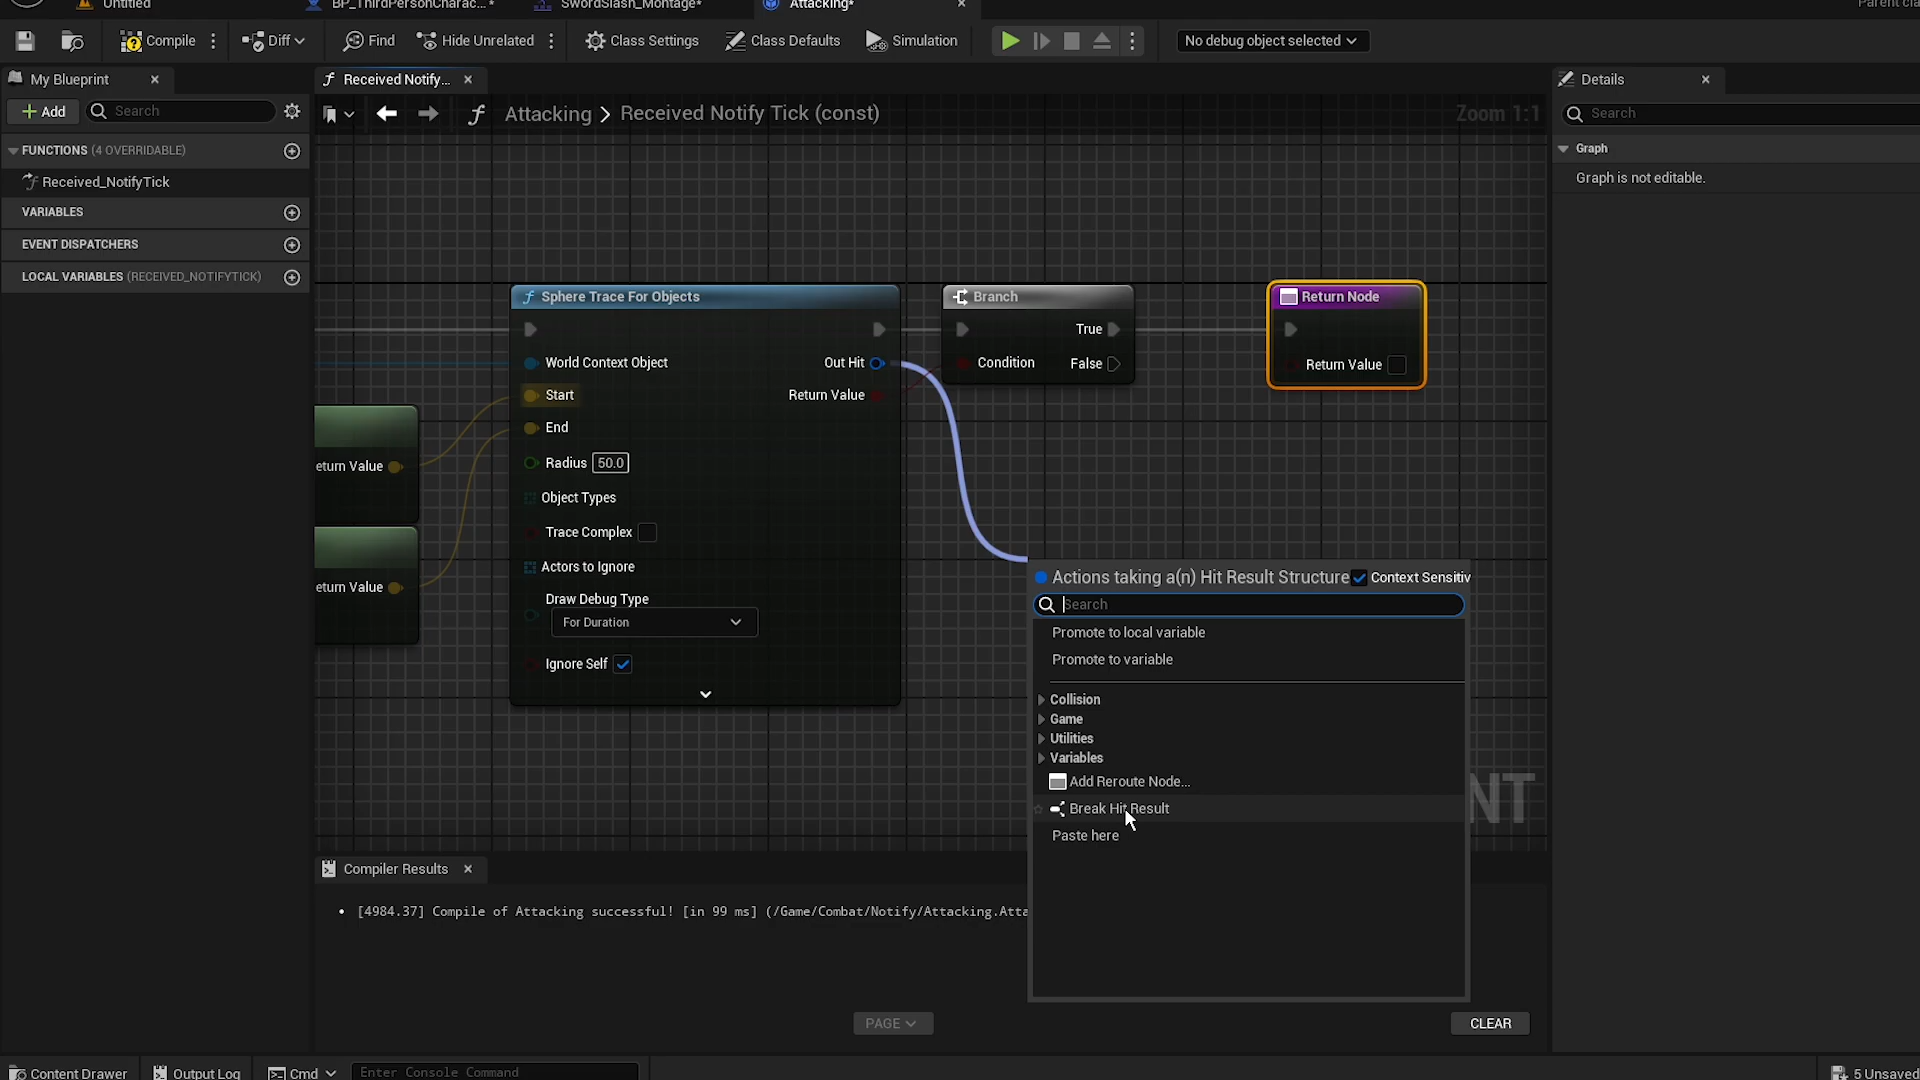 Untitled
BP_ThirdPersonCharac...*
SwordSlash_Montage*
Attacking*
Parent cla
Compile
Diff
Find
Hide Unrelated
Class Settings
Class Defaults
Simulation
No debug object selected
My Blueprint
Received Notify...
Details
Add
Search
Attacking > Received Notify Tick (const)
Zoom 1:1
Search
FUNCTIONS (4 OVERRIDABLE)
Graph
Received_NotifyTick
Graph is not editable.
VARIABLES
EVENT DISPATCHERS
LOCAL VARIABLES (RECEIVED_NOTIFYTICK)
Sphere Trace For Objects
World Context Object
Out Hit
Start
Return Value
End
Radius 50.0
Object Types
Trace Complex
Actors to Ignore
Draw Debug Type
For Duration
Ignore Self
Branch
True
Condition
False
Return Node
Return Value
eturn Value
eturn Value
Actions taking a(n) Hit Result Structure
Context Sensitiv
Search
Promote to local variable
Promote to variable
Collision
Game
Utilities
Variables
Add Reroute Node...
Break Hit Result
Paste here
NT
Compiler Results
[4984.37] Compile of Attacking successful! [in 99 ms] (/Game/Combat/Notify/Attacking.Atta
PAGE
CLEAR
Content Drawer
Output Log
Cmd
Enter Console Command
5 Unsaved